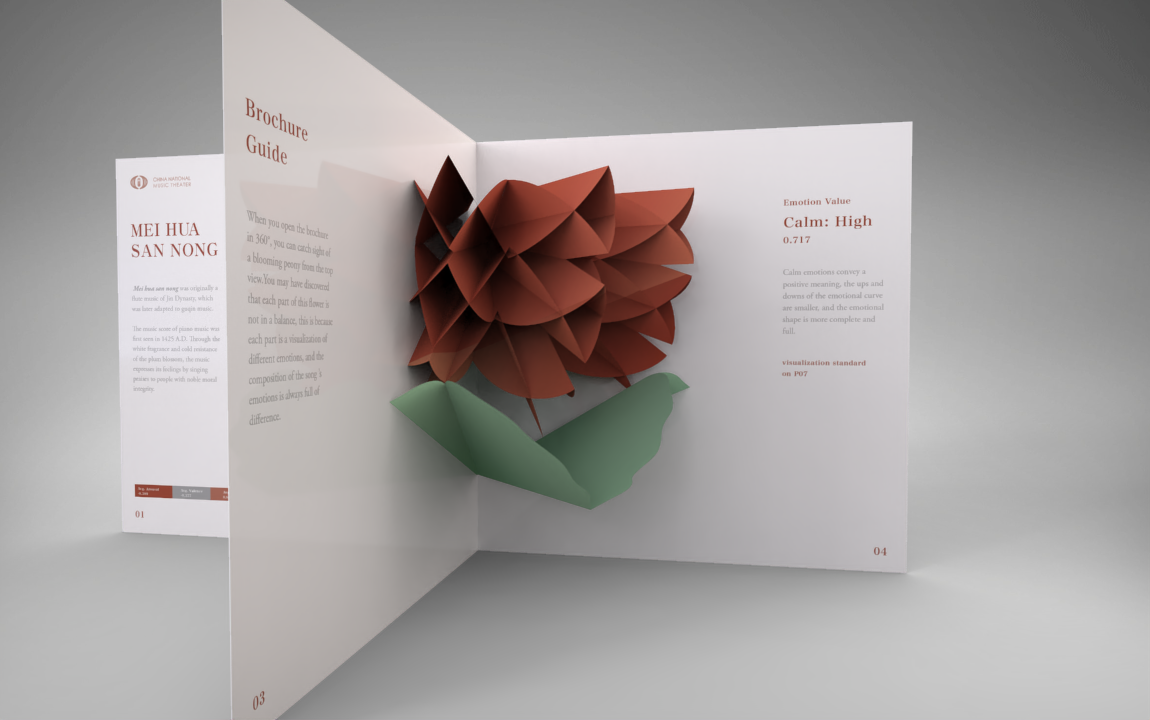 CHINA NATIONAL
MUSIC THEATER
MEI HUA
SAN NONG
Mei hua san nong was originally a
flute music of Jin Dynasty, which
was later adapted to guqin music.
The music score of piano music was
first seen in 1425 A.D. Through the
white fragrance and cold resistance
of the plum blossom, the music
expresses its feelings by singing
praises to people with noble moral
integrity.
01
Brochure
Guide
When you open the brochure
in 360°, you can catch sight of
a blooming peony from the top
view.You may have discovered
that each part of this flower is
not in a balance, this is because
each part is a visualization of
different emotions, and the
composition of the song 's
emotions is always full of
difference.
03
Emotion Value
Calm: High
0.717
Calm emotions convey a
positive meaning, the ups and
downs of the emotional curve
are smaller, and the emotional
shape is more complete and
full.
visualisation standard
on P07
04